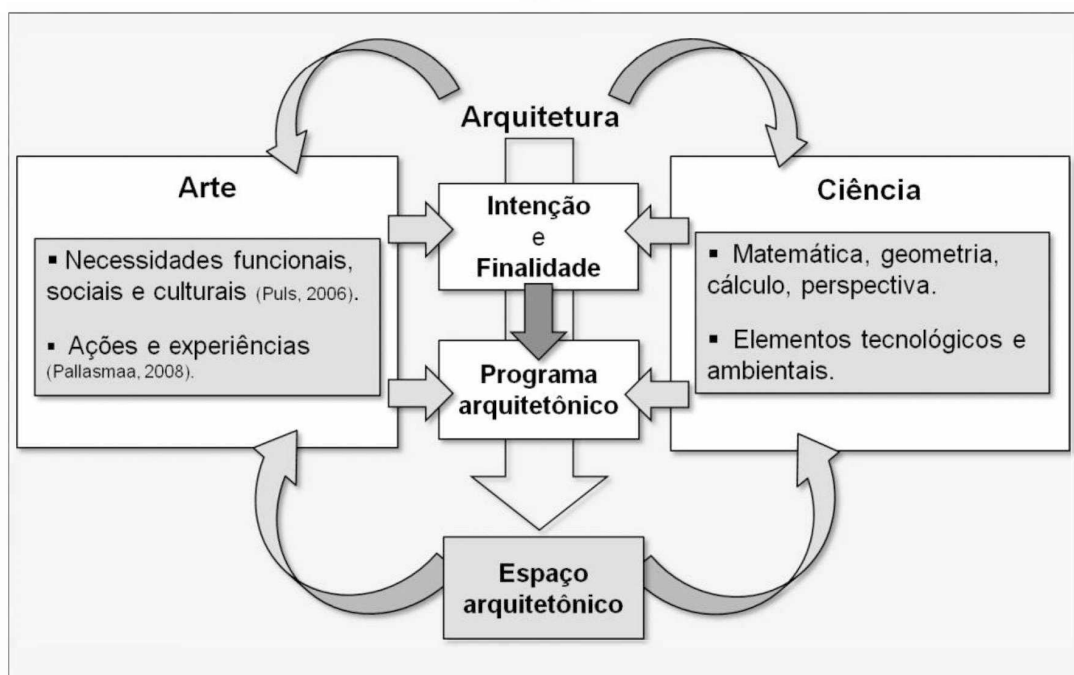 Arquitetura
Arte
▪ Necessidades funcionais,
sociais e culturais (Puls, 2006).
▪ Ações e experiências
(Pallasmaa, 2008).
Intenção
e
Finalidade
Programa
arquitetônico
Ciência
▪ Matemática, geometria,
cálculo, perspectiva.
▪ Elementos tecnológicos e
ambientais.
Espaço
arquitetônico